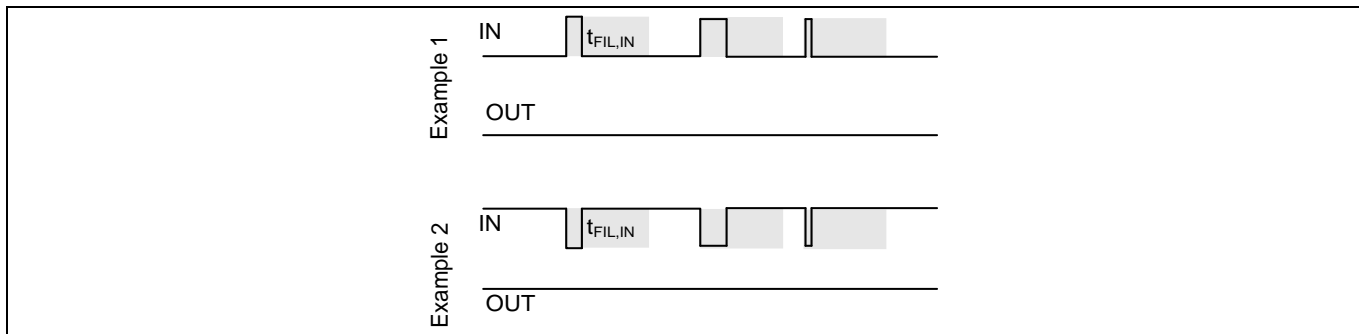 Example 1
IN
tFIL,IN
OUT
Example 2
IN
tFIL,IN
OUT